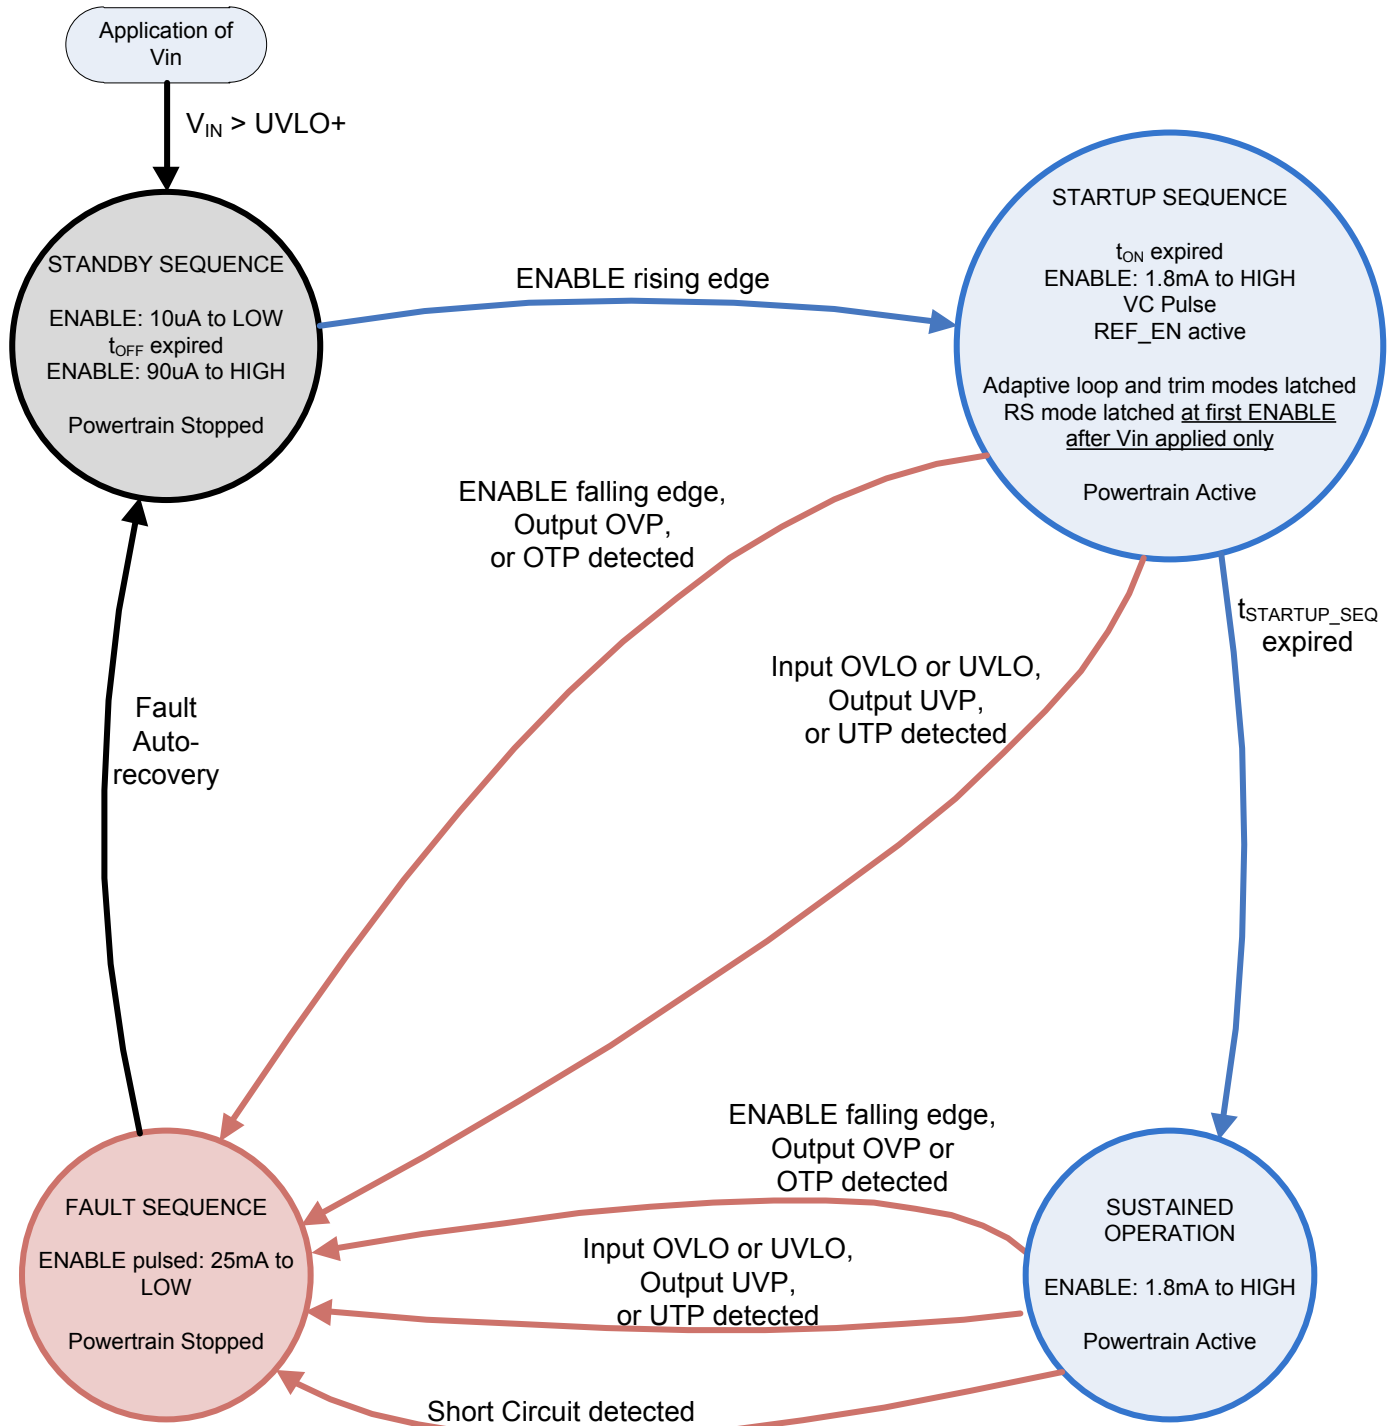 Application of
Vin
V_IN > UVLO+
STANDBY SEQUENCE
ENABLE: 10uA to LOW
t_OFF expired
ENABLE: 90uA to HIGH
Powertrain Stopped
ENABLE rising edge
STARTUP SEQUENCE
t_ON expired
ENABLE: 1.8mA to HIGH
VC Pulse
REF_EN active
Adaptive loop and trim modes latched
RS mode latched at first ENABLE
after Vin applied only
Powertrain Active
ENABLE falling edge,
Output OVP,
or OTP detected
Input OVLO or UVLO,
Output UVP,
or UTP detected
t_STARTUP_SEQ
expired
Fault
Auto-
recovery
FAULT SEQUENCE
ENABLE pulsed: 25mA to
LOW
Powertrain Stopped
ENABLE falling edge,
Output OVP or
OTP detected
Input OVLO or UVLO,
Output UVP,
or UTP detected
Short Circuit detected
SUSTAINED
OPERATION
ENABLE: 1.8mA to HIGH
Powertrain Active